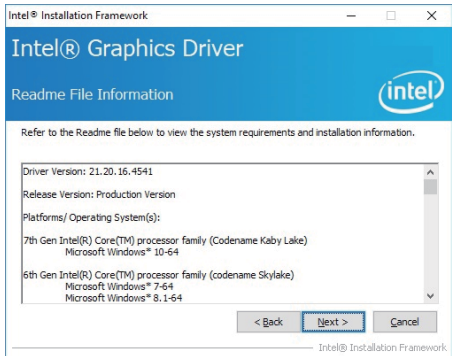 Intel® Installation Framework
Intel® Graphics Driver
Readme File Information
intel
Refer to the Readme file below to view the system requirements and installation information.
Driver Version: 21.20.16.4541
Release Version: Production Version
Platforms/ Operating System(s):
7th Gen Intel(R) Core(TM) processor family (Codename Kaby Lake)
Microsoft Windows* 10-64
6th Gen Intel(R) Core(TM) processor family (codename Skylake)
Microsoft Windows* 7-64
Microsoft Windows* 8.1-64
< Back
Next >
Cancel
Intel® Installation Framework